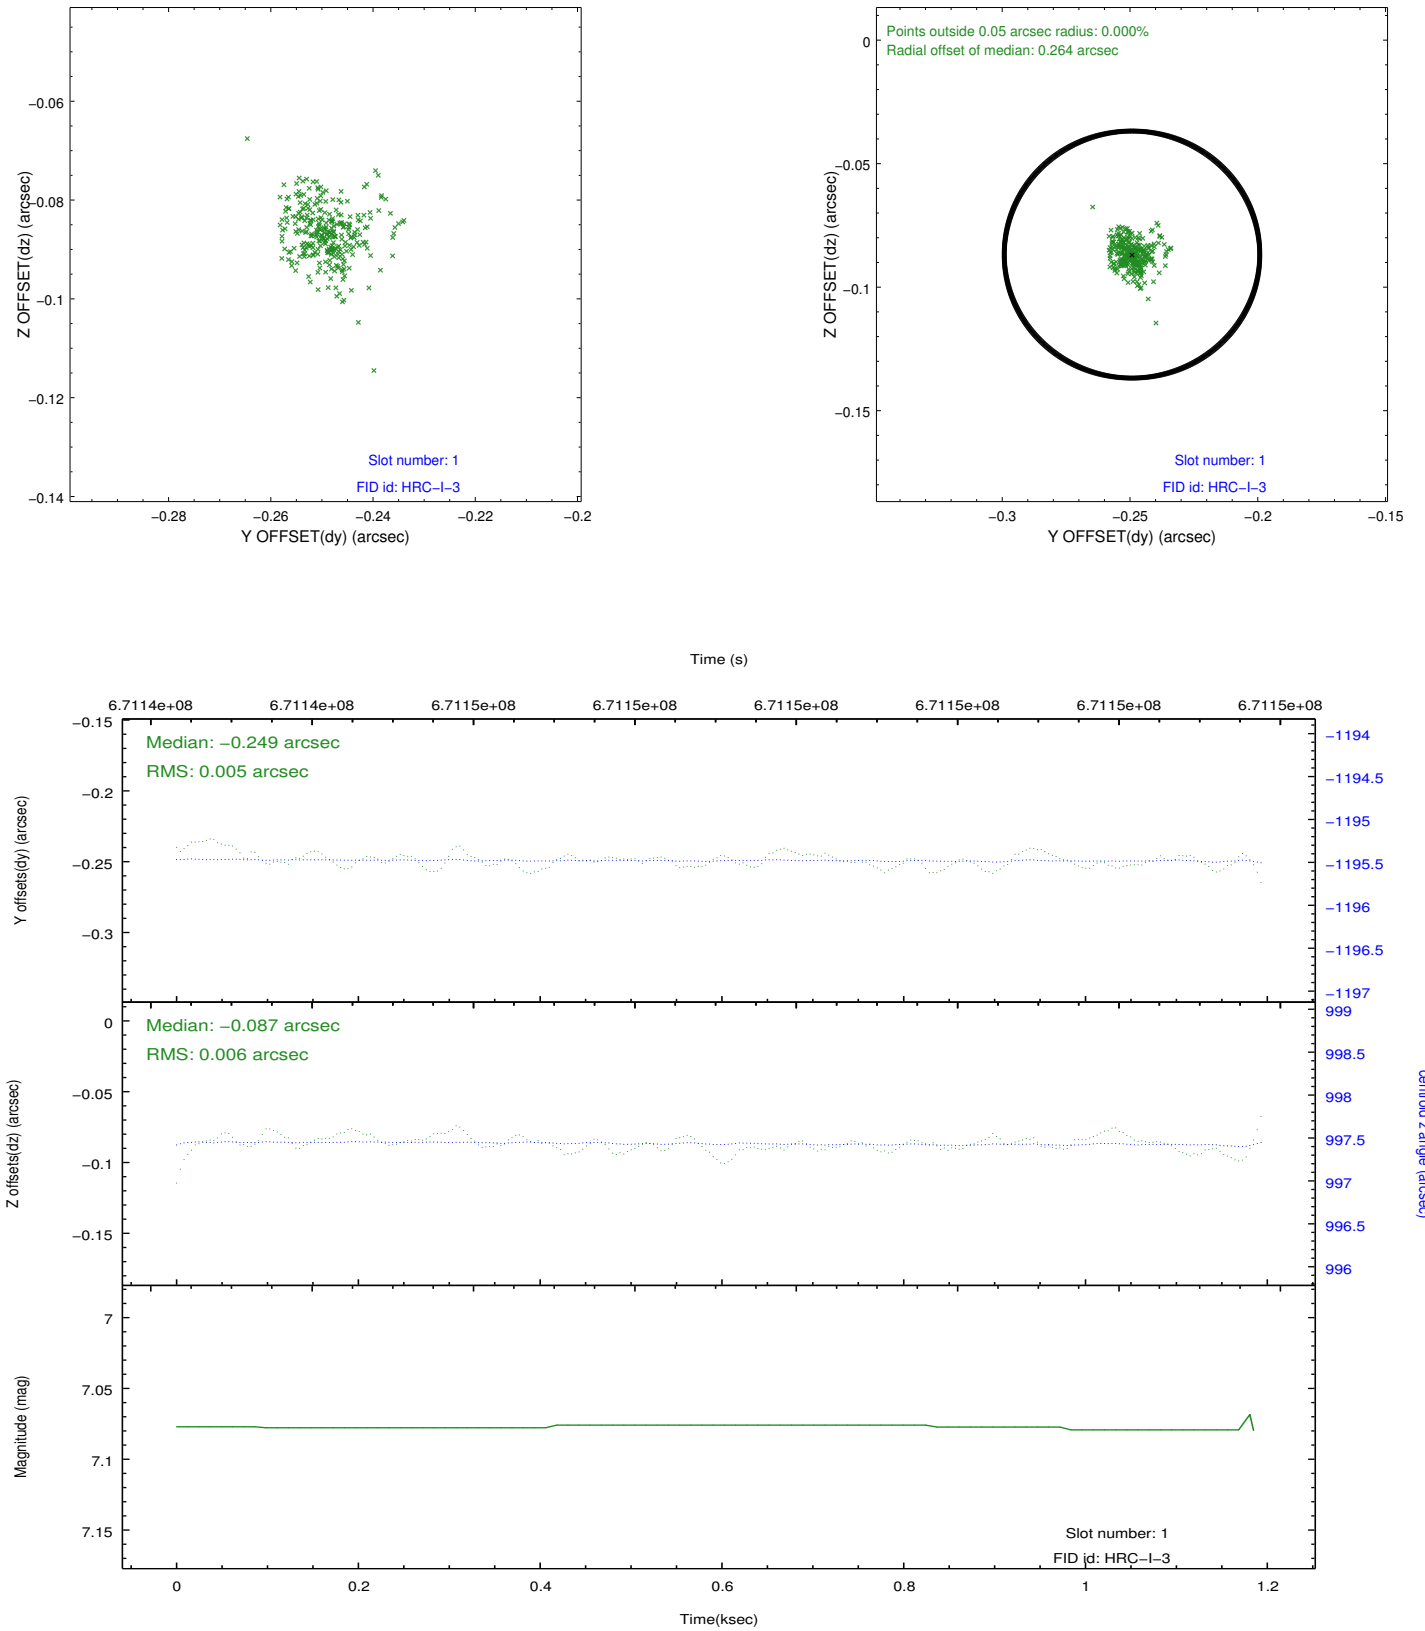 −0.06
−0.08
−0.1
−0.12
−0.14
Z OFFSET(dz) (arcsec)
−0.28
−0.26
−0.24
−0.22
−0.2
Y OFFSET(dy) (arcsec)
Slot number: 1
FID id: HRC−I−3
Points outside 0.05 arcsec radius: 0.000%
Radial offset of median: 0.264 arcsec
0
−0.05
−0.1
−0.15
Z OFFSET(dz) (arcsec)
Slot number: 1
FID id: HRC−I−3
−0.3
−0.25
−0.2
−0.15
Y OFFSET(dy) (arcsec)
Time (s)
6.7114e+08
6.7114e+08
6.7115e+08
6.7115e+08
6.7115e+08
6.7115e+08
6.7115e+08
6.7115e+08
Median: −0.249 arcsec
RMS: 0.005 arcsec
−0.15
−0.2
−0.25
−0.3
Y offsets(dy) (arcsec)
−1194
−1194.5
−1195
−1195.5
−1196
−1196.5
−1197
Median: −0.087 arcsec
RMS: 0.006 arcsec
0
−0.05
−0.1
−0.15
Z offsets(dz) (arcsec)
999
998.5
998
997.5
997
996.5
996
centroid z angle (arcsec)
7
7.05
7.1
7.15
Magnitude (mag)
Slot number: 1
FID id: HRC−I−3
0
0.2
0.4
0.6
0.8
1
1.2
Time(ksec)